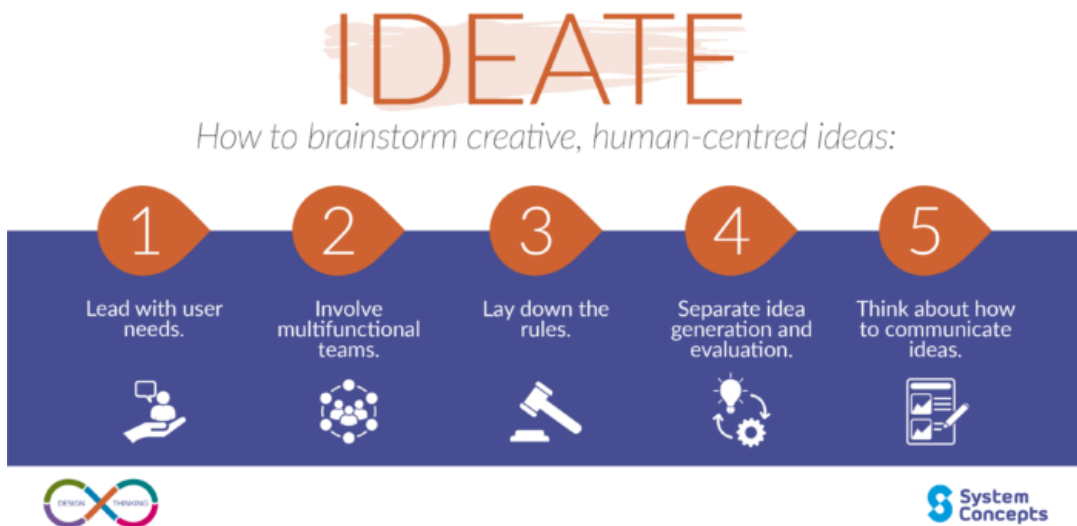 IDEATE
How to brainstorm creative, human-centred ideas:
1
2
3
4
5
Lead with user
needs.
Involve
multifunctional
teams.
Lay down the
rules.
Separate idea
generation and
evaluation.
Think about how
to communicate
ideas.
DESIGN
THINKING
System
Concepts